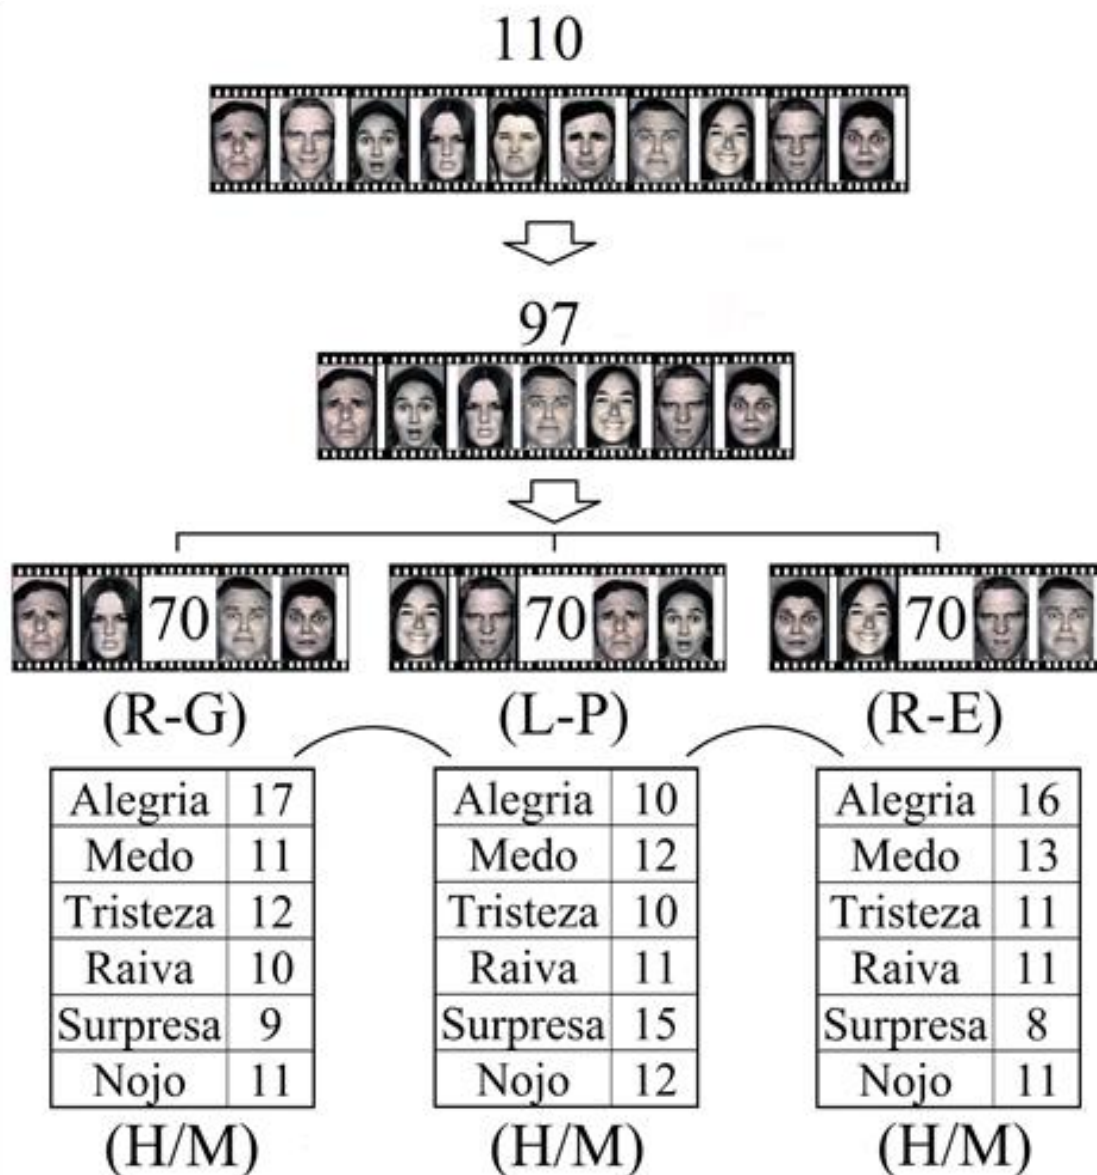 110
97
70 70 70
(R-G) (L-P) (R-E)
Alegria 17
Medo 11
Tristeza 12
Raiva 10
Surpresa 9
Nojo 11
(H/M)
Alegria 10
Medo 12
Tristeza 10
Raiva 11
Surpresa 15
Nojo 12
(H/M)
Alegria 16
Medo 13
Tristeza 11
Raiva 11
Surpresa 8
Nojo 11
(H/M)